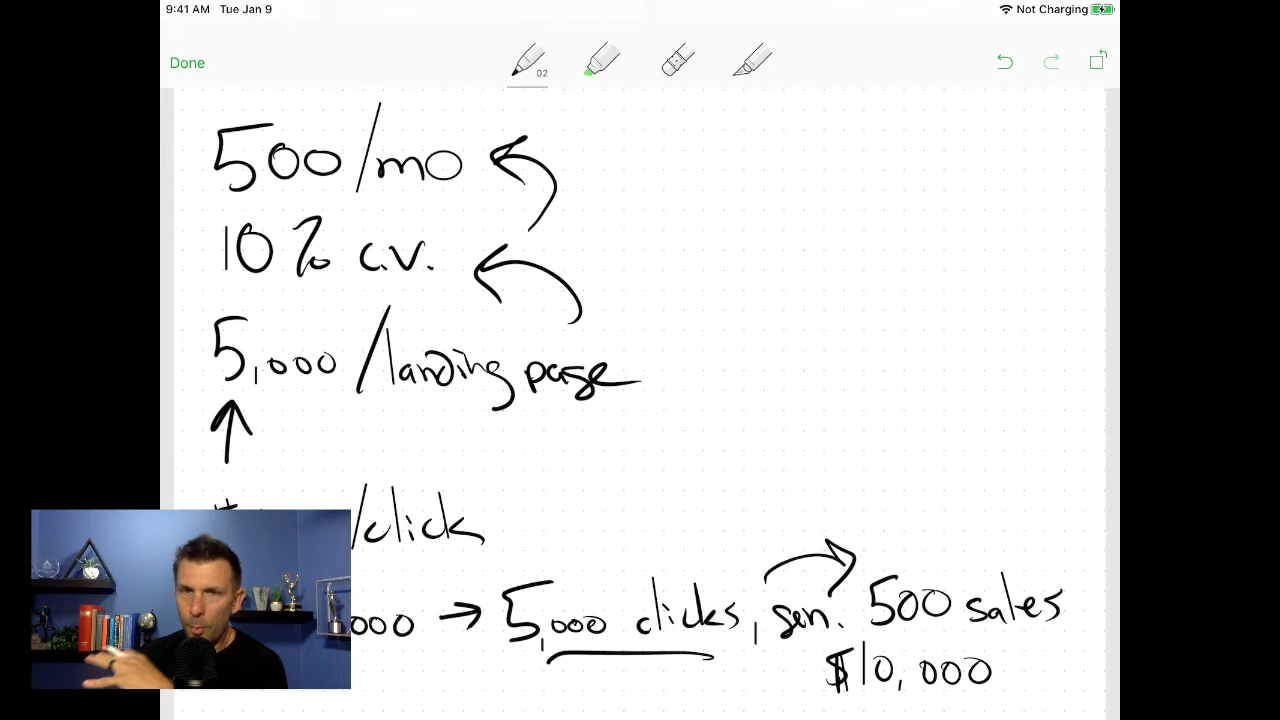 9:41 AM Tue Jan 9
Not Charging
Done
02
500/mo
10% c.v.
5,000/landing page
/click
000 → 5,000 clicks, gen. 500 sales
$10,000